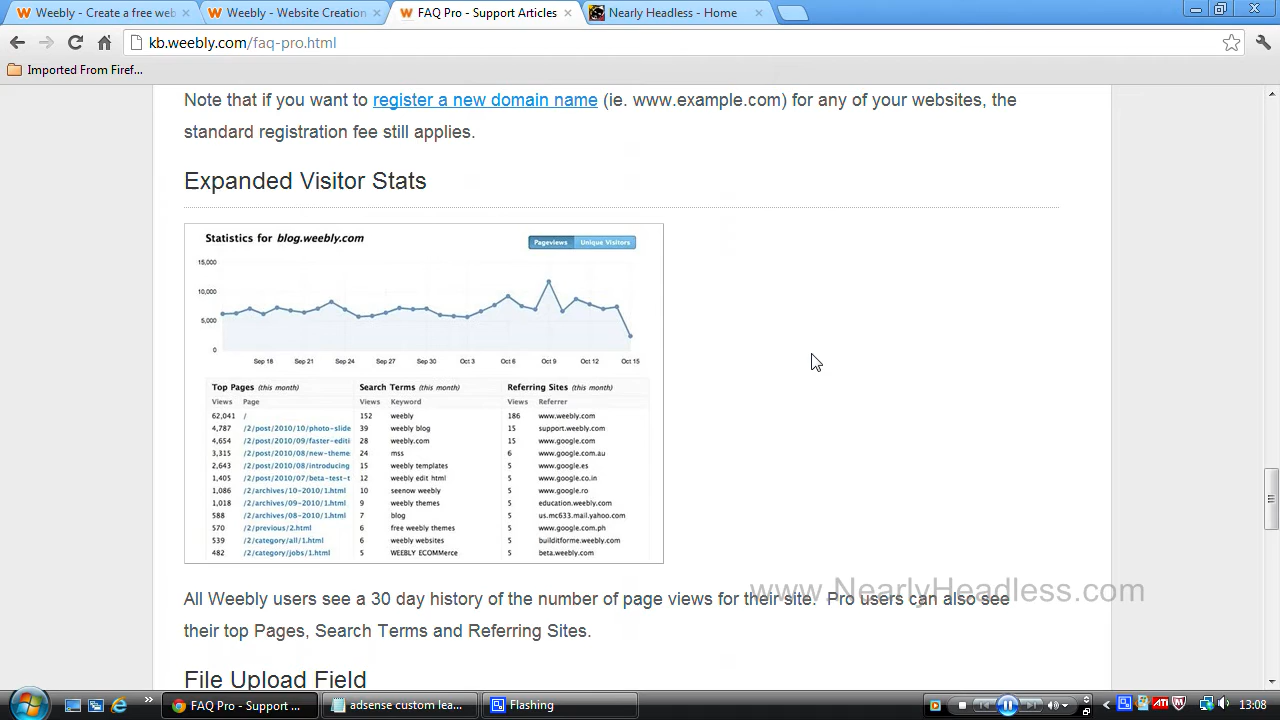 Weebly - Create a free web
Weebly - Website Creation
FAQ Pro - Support Articles
Nearly Headless - Home
kb.weebly.com/faq-pro.html
Imported From Firef...
Note that if you want to register a new domain name (ie. www.example.com) for any of your websites, the
standard registration fee still applies.
Expanded Visitor Stats
Statistics for blog.weebly.com
Pageviews Unique Visitors
15,000
10,000
5,000
0
Sep 18 Sep 21 Sep 24 Sep 27 Sep 30 Oct 3 Oct 6 Oct 9 Oct 12 Oct 15
Top Pages (this month) Search Terms (this month) Referring Sites (this month)
Views Page Views Keyword Views Referrer
62,041 / 152 weebly 186 www.weebly.com
4,787 /2/post/2010/10/photo-slide 39 weebly blog 15 support.weebly.com
4,654 /2/post/2010/09/faster-editi 28 weebly.com 15 www.google.com
3,315 /2/post/2010/08/new-theme 24 mss 6 www.google.com.au
2,643 /2/post/2010/08/introducing 15 weebly templates 5 www.google.es
1,405 /2/post/2010/07/beta-test-t 12 weebly edit html 5 www.google.co.in
1,086 /2/archives/10-2010/1.html 10 seenow weebly 5 www.google.ro
1,018 /2/archives/09-2010/1.html 9 weebly themes 5 education.weebly.com
588 /2/archives/08-2010/1.html 7 blog 5 us.mc633.mail.yahoo.com
570 /2/previous/2.html 6 free weebly themes 5 www.google.com.ph
539 /2/category/all/1.html 6 weebly websites 5 builditforme.weebly.com
482 /2/category/jobs/1.html 5 WEEBLY ECOMMerce 5 beta.weebly.com
www.NearlyHeadless.com
All Weebly users see a 30 day history of the number of page views for their site. Pro users can also see
their top Pages, Search Terms and Referring Sites.
File Upload Field
FAQ Pro - Support ...
adsense custom lea...
Flashing
ATI
13:08